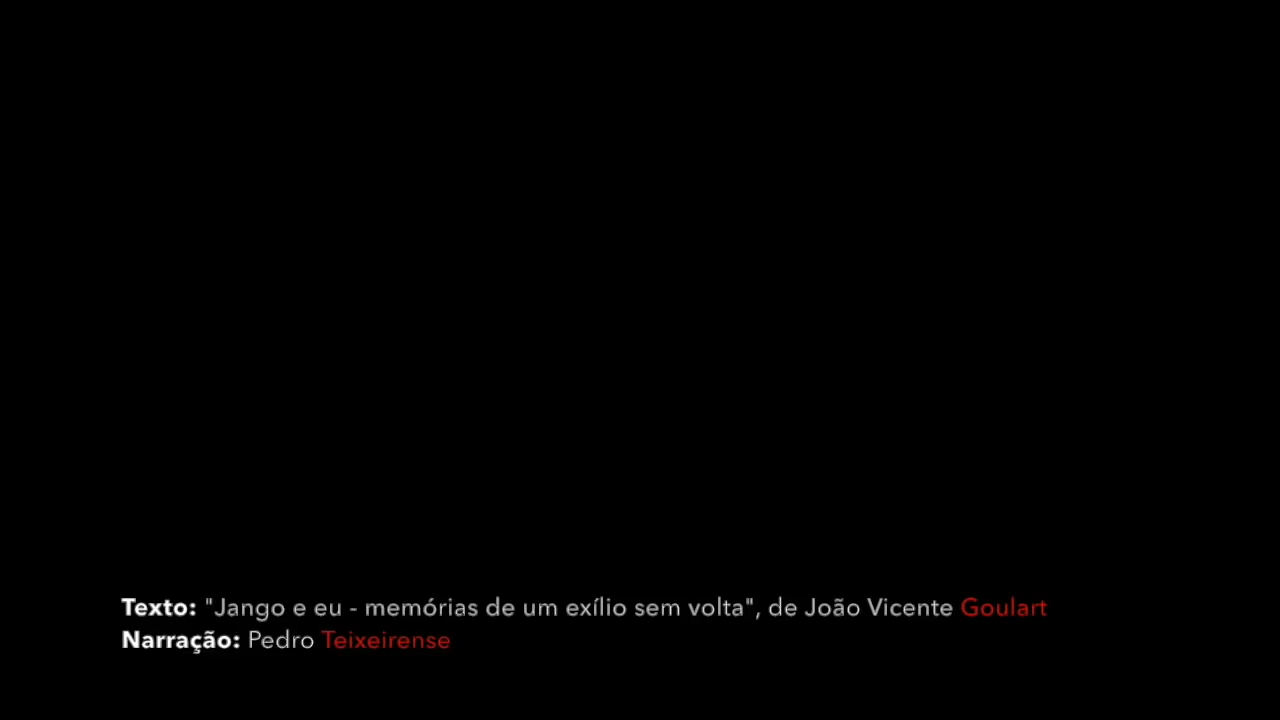 Texto: "Jango e eu - memórias de um exílio sem volta", de João Vicente Goulart
Narração: Pedro Teixeirense